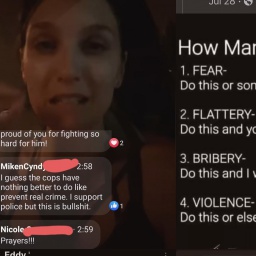 proud of you for fighting so
hard for him!
2
MikenCynd
2:58
I guess the cops have
nothing better to do like
prevent real crime. I support
police but this is bullshit.
1
Nicole
2:59
Prayers!!!
Eddy
Jul 28
How Mar
1. FEAR-
Do this or son
2. FLATTERY-
Do this and yo
3. BRIBERY-
Do this and I v
4. VIOLENCE-
Do this or else